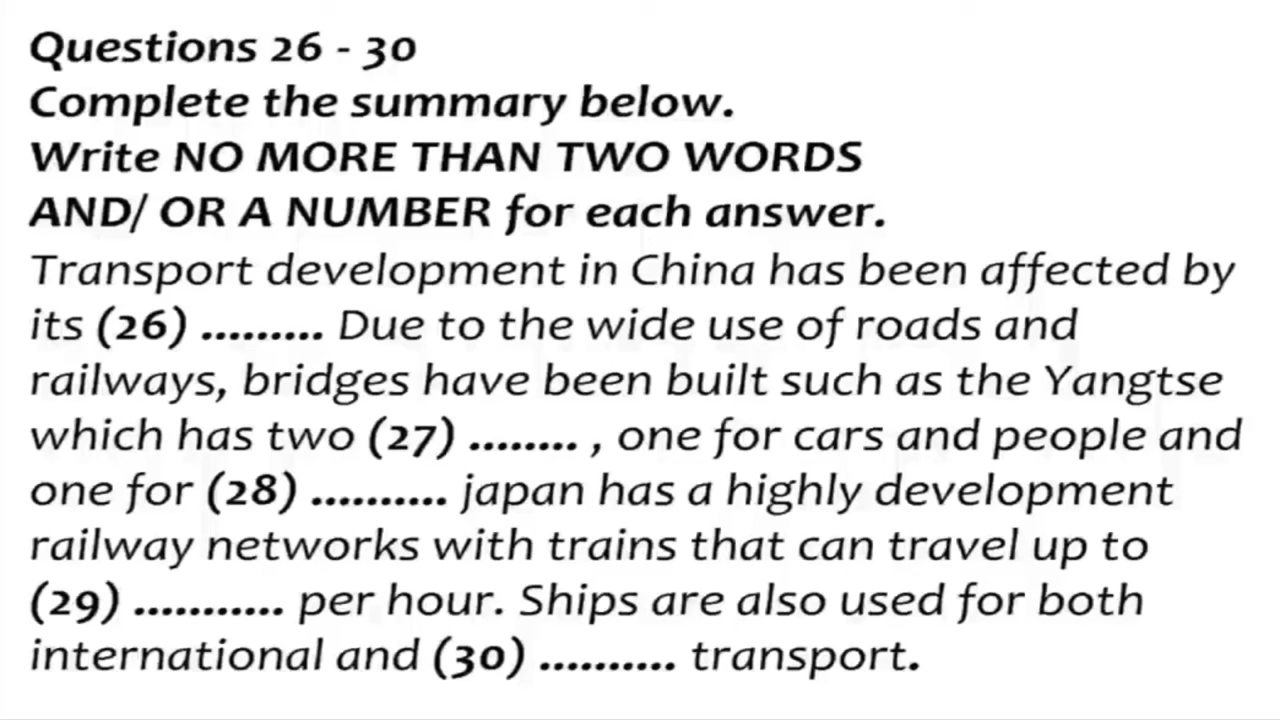 Questions 26 - 30
Complete the summary below.
Write NO MORE THAN TWO WORDS
AND/ OR A NUMBER for each answer.
Transport development in China has been affected by
its (26) ......... Due to the wide use of roads and
railways, bridges have been built such as the Yangtse
which has two (27) ........ , one for cars and people and
one for (28) .......... japan has a highly development
railway networks with trains that can travel up to
(29) ........... per hour. Ships are also used for both
international and (30) .......... transport.